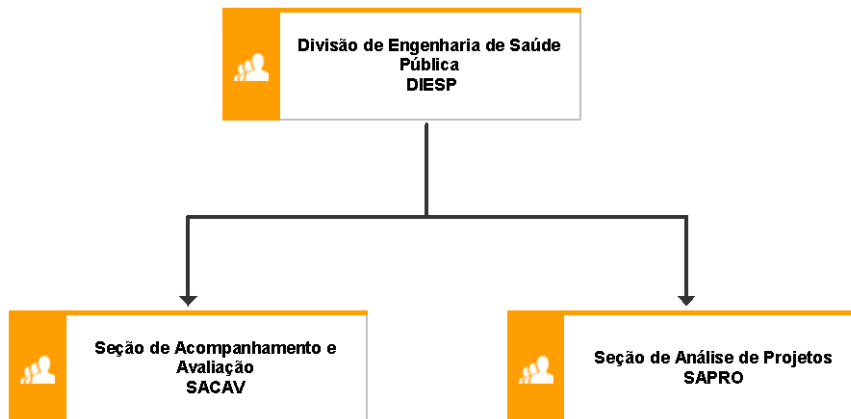 Divisão de Engenharia de Saúde
Pública
DIESP
Seção de Acompanhamento e
Avaliação
SACAV
Seção de Análise de Projetos
SAPRO